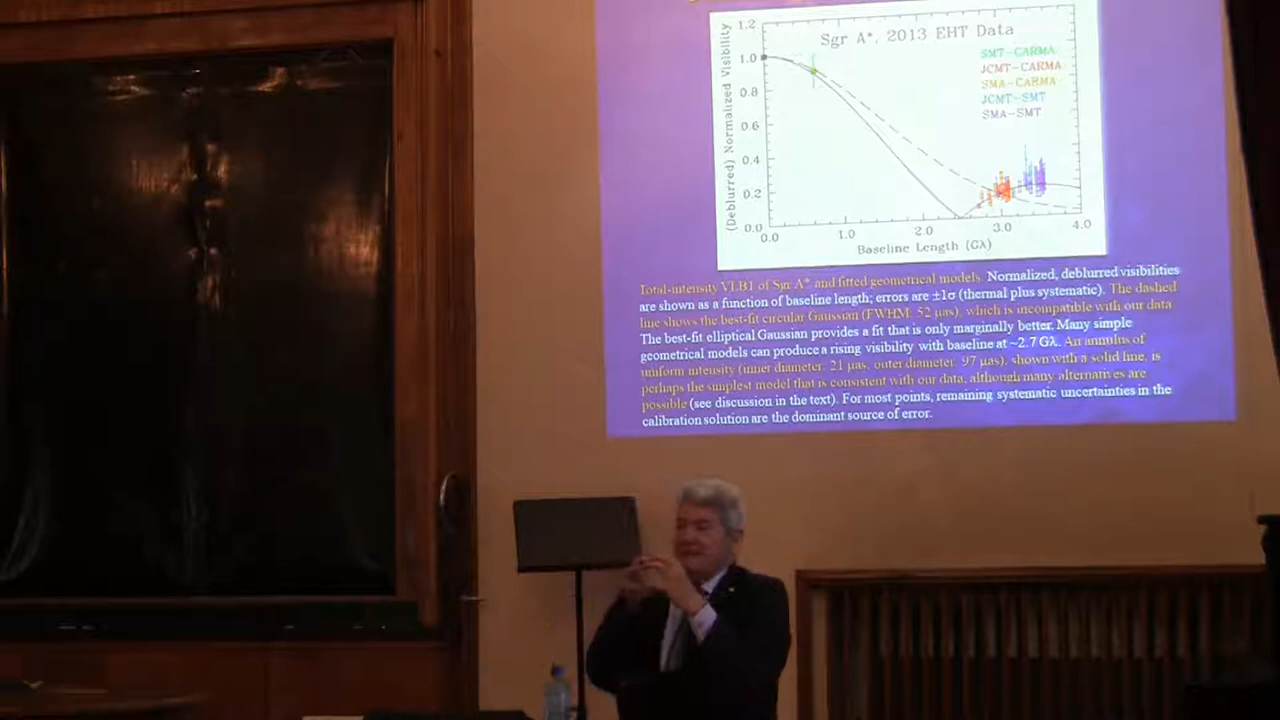 Sgr A*, 2013 EHT Data
SMT-CARMA
JCMT-CARMA
SMA-CARMA
JCMT-SMT
SMA-SMT
(Deblurred) Normalized Visibility
1.2
1.0
0.8
0.6
0.4
0.2
0.0
0.0 1.0 2.0 3.0 4.0
Baseline Length (Gλ)
Total-intensity VLBI of Sgr A* and fitted geometrical models. Normalized, deblurred visibilities
are shown as a function of baseline length; errors are ±1σ (thermal plus systematic). The dashed
line shows the best-fit circular Gaussian (FWHM: 52 μas), which is incompatible with our data
The best-fit elliptical Gaussian provides a fit that is only marginally better. Many simple
geometrical models can produce a rising visibility with baseline at ~2.7 Gλ. An annulus of
uniform intensity (inner diameter: 21 μas, outer diameter: 97 μas), shown with a solid line, is
perhaps the simplest model that is consistent with our data, although many alternatives are
possible (see discussion in the text). For most points, remaining systematic uncertainties in the
calibration solution are the dominant source of error.